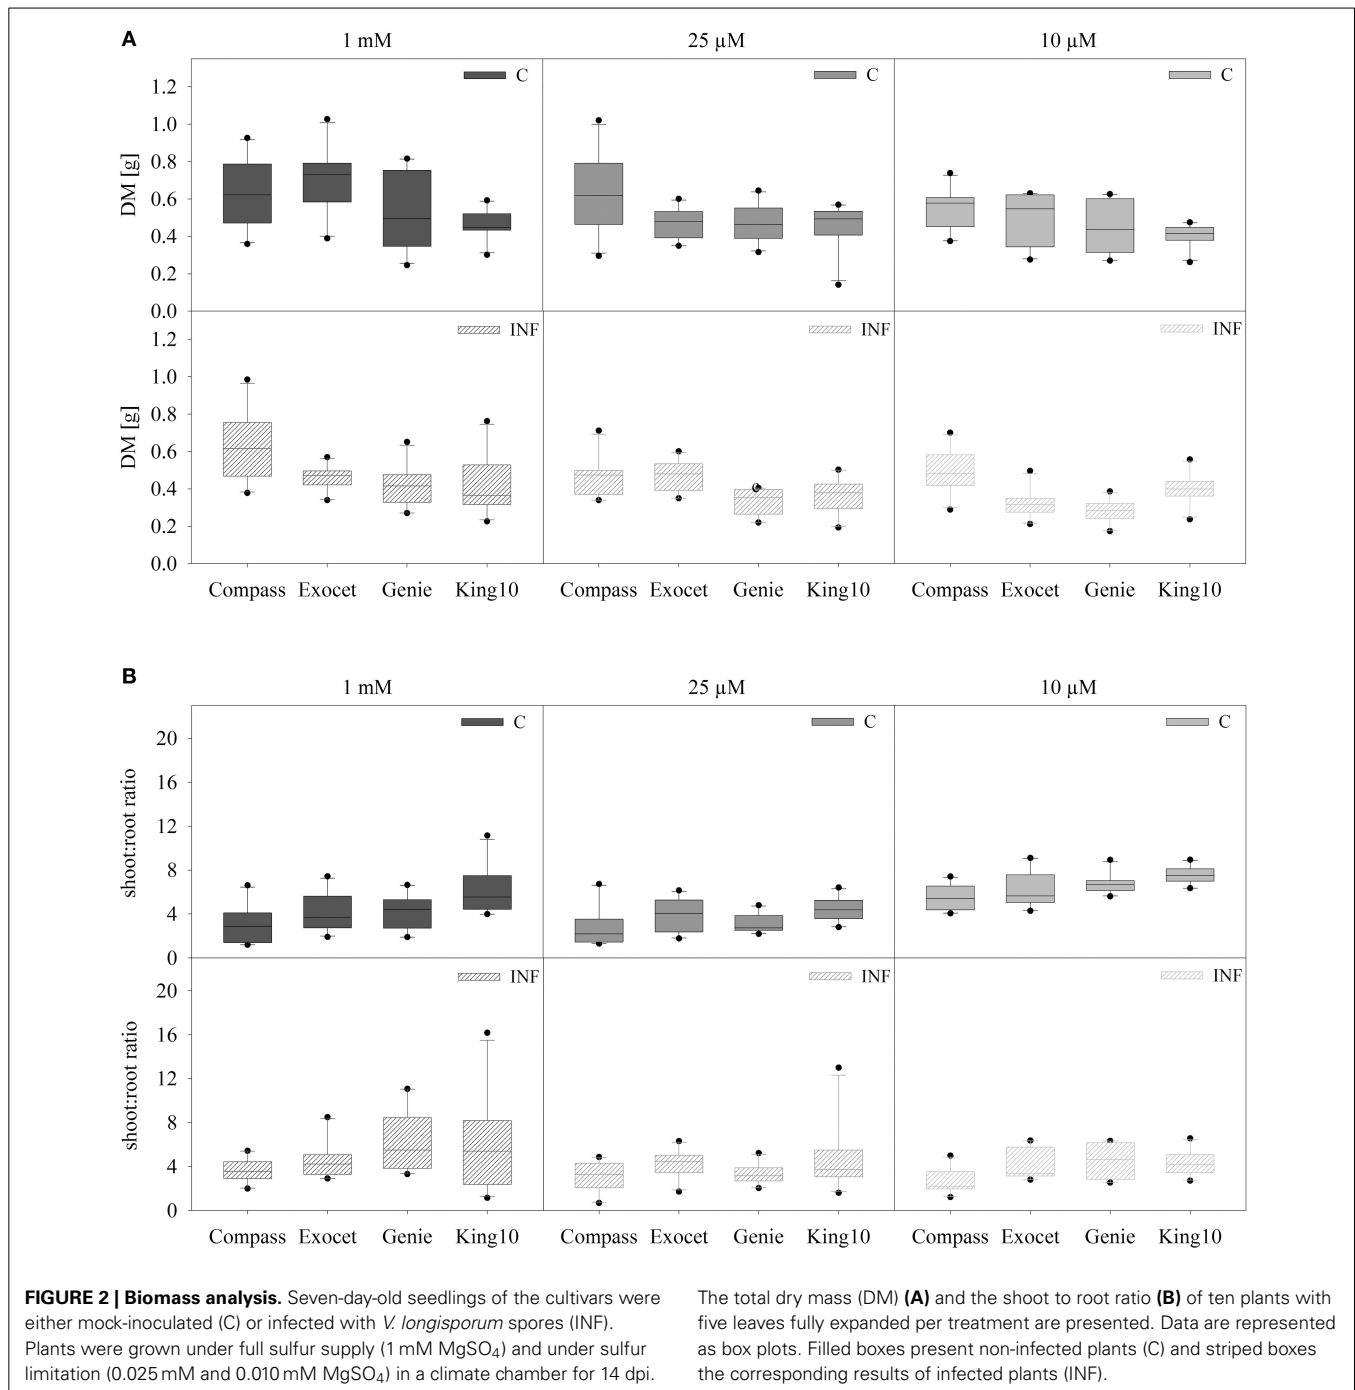 A
1 mM
25 µM
10 µM
C
C
C
DM [g]
1.2
1.0
0.8
0.6
0.4
0.2
0.0
INF
INF
INF
DM [g]
1.2
1.0
0.8
0.6
0.4
0.2
0.0
Compass Exocet Genie King10
Compass Exocet Genie King10
Compass Exocet Genie King10
B
1 mM
25 µM
10 µM
C
C
C
shoot:root ratio
20
16
12
8
4
0
INF
INF
INF
shoot:root ratio
20
16
12
8
4
0
Compass Exocet Genie King10
Compass Exocet Genie King10
Compass Exocet Genie King10
FIGURE 2 | Biomass analysis. Seven-day-old seedlings of the cultivars were
either mock-inoculated (C) or infected with V. longisporum spores (INF).
Plants were grown under full sulfur supply (1 mM MgSO₄) and under sulfur
limitation (0.025 mM and 0.010 mM MgSO₄) in a climate chamber for 14 dpi.
The total dry mass (DM) (A) and the shoot to root ratio (B) of ten plants with
five leaves fully expanded per treatment are presented. Data are represented
as box plots. Filled boxes present non-infected plants (C) and striped boxes
the corresponding results of infected plants (INF).